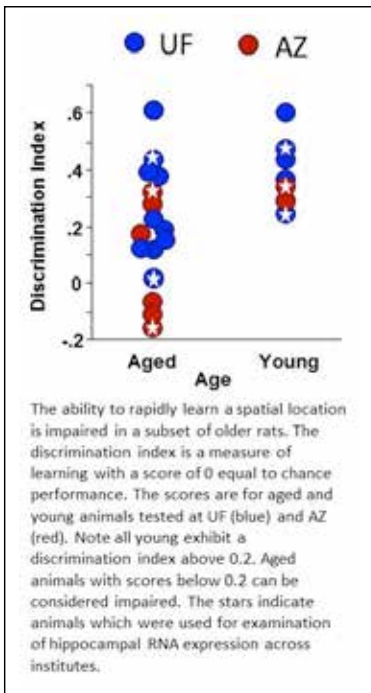 UF AZ
.6
.4
.2
0
-.2
Discrimination Index
Aged Young
Age
The ability to rapidly learn a spatial location
is impaired in a subset of older rats. The
discrimination index is a measure of
learning with a score of 0 equal to chance
performance. The scores are for aged and
young animals tested at UF (blue) and AZ
(red). Note all young exhibit a
discrimination index above 0.2. Aged
animals with scores below 0.2 can be
considered impaired. The stars indicate
animals which were used for examination
of hippocampal RNA expression across
institutes.